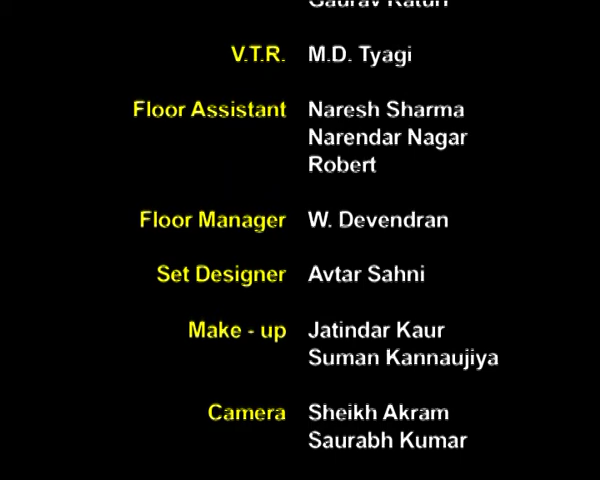 V.T.R. M.D. Tyagi
Floor Assistant Naresh Sharma
Narendar Nagar
Robert
Floor Manager W. Devendran
Set Designer Avtar Sahni
Make - up Jatindar Kaur
Suman Kannaujiya
Camera Sheikh Akram
Saurabh Kumar